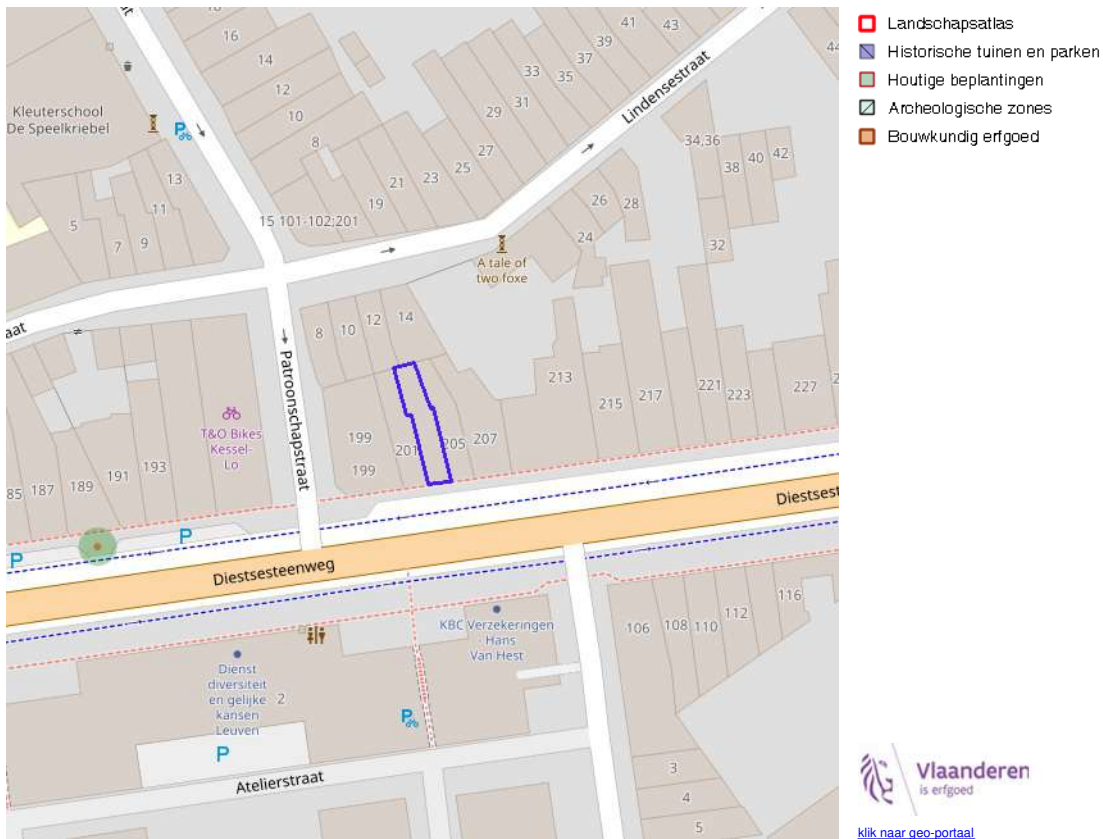 16
14
12
10
8
Kleuterschool
De Speelkriebel
P
13
11
5
7
9
41
43
39
37
33
35
31
29
27
25
23
21
19
15 101-102;201
Lindensestraat
34,36
38
40
42
44
26
28
24
32
A tale of
two foxe
8
10
12
14
Patroonschapstraat
T&O Bikes
Kessel-
Lo
199
199
201
205
207
213
215
217
221
223
227
185
187
189
191
193
P
P
Diestsesteenweg
KBC Verzekeringen
- Hans
Van Hest
Dienst
diversiteit
en gelijke
kansen
Leuven
2
P
P
Atelierstraat
106
108
110
112
116
3
4
5
Landschapsatlas
Historische tuinen en parken
Houtige beplantingen
Archeologische zones
Bouwkundig erfgoed
Vlaanderen
is erfgoed
klik naar geo-portaal